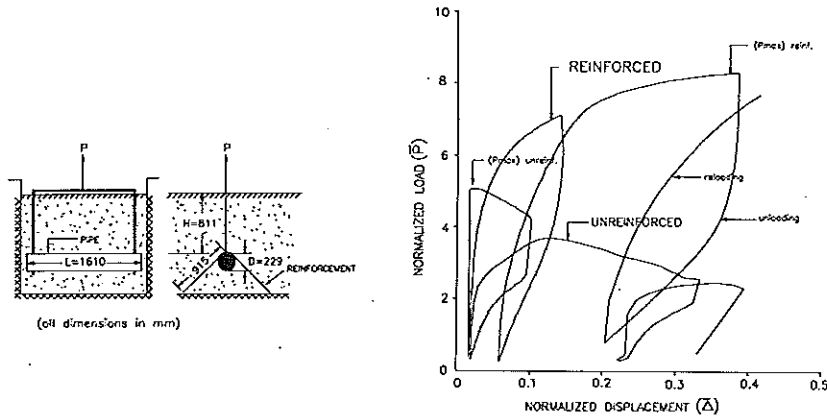 P
P
H=811
PIPE
L=1610
915
D=229
REINFORCEMENT
(all dimensions in mm)
NORMALIZED LOAD (P̄)
10
8
6
4
2
0
(Pmax) reinf.
REINFORCED
(Pmax) unreinf.
reloading
UNREINFORCED
unloading
0
0.1
0.2
0.3
0.4
0.5
NORMALIZED DISPLACEMENT (Δ̄)